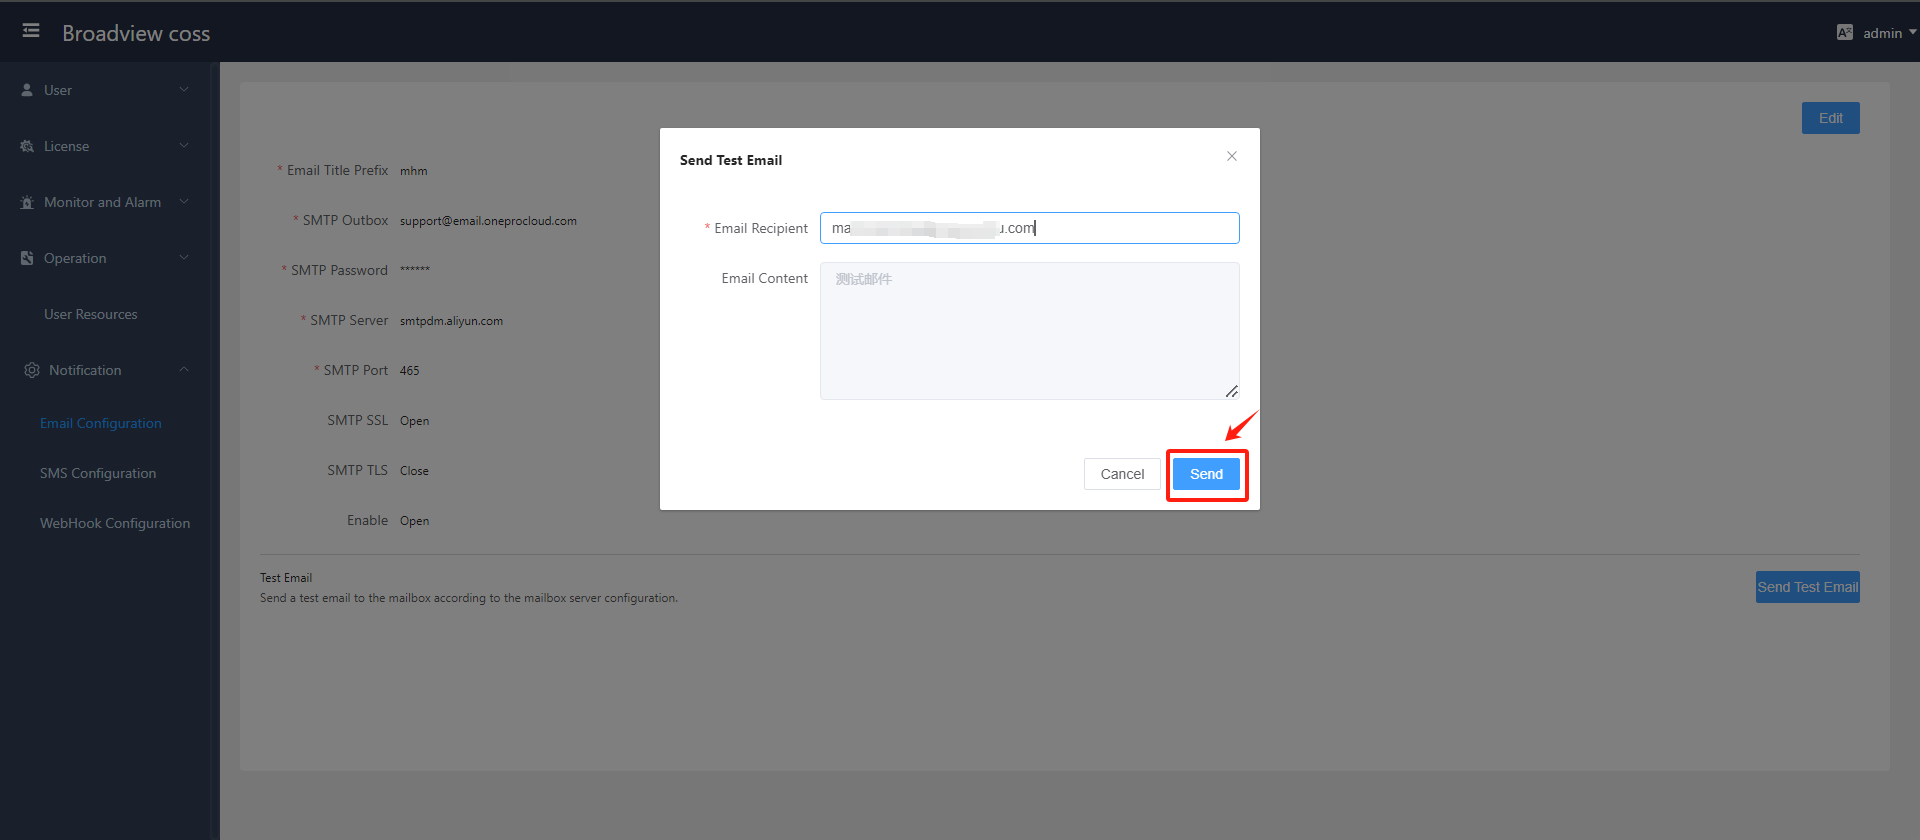 Broadview coss
admin
User
License
Monitor and Alarm
Operation
User Resources
Notification
Email Configuration
SMS Configuration
WebHook Configuration
Edit
* Email Title Prefix mhm
* SMTP Outbox support@email.oneprocloud.com
* SMTP Password ******
* SMTP Server smtpdm.aliyun.com
* SMTP Port 465
SMTP SSL Open
SMTP TLS Close
Enable Open
Test Email
Send a test email to the mailbox according to the mailbox server configuration.
Send Test Email
Send Test Email
* Email Recipient ma .com
Email Content 测试邮件
Cancel Send